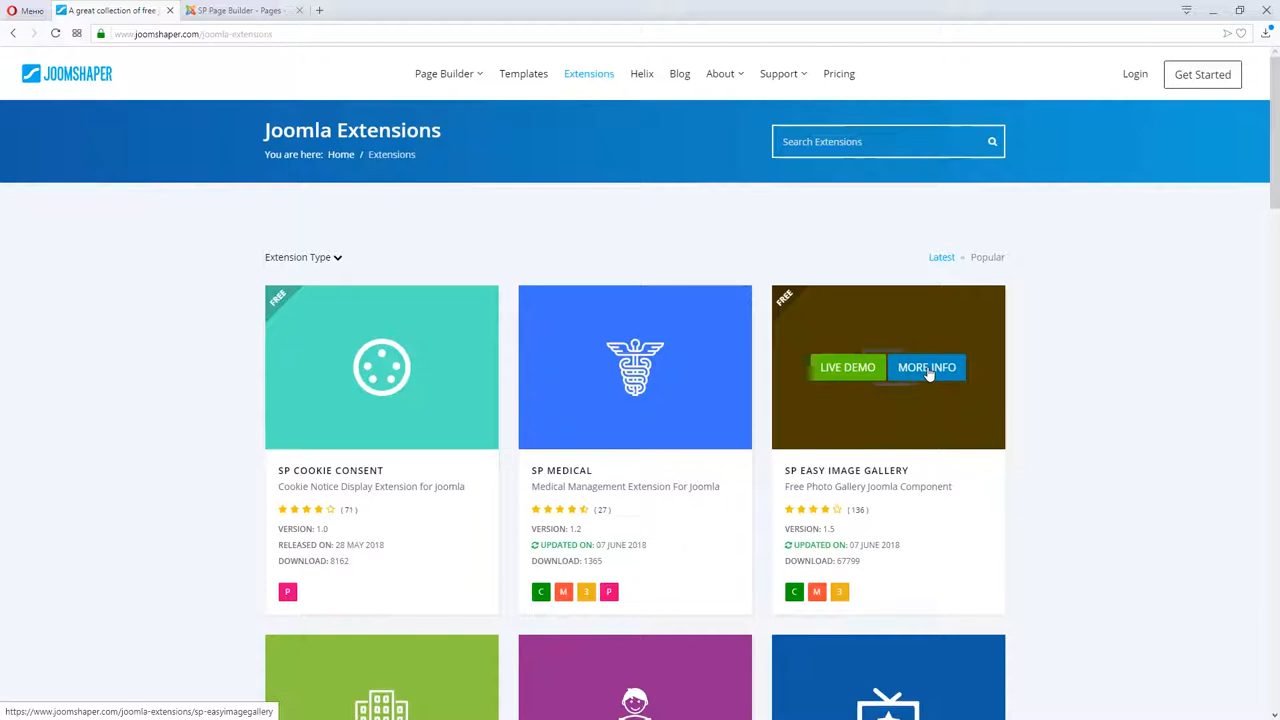 Меню
A great collection of free
SP Page Builder - Pages -
www.joomshaper.com/joomla-extensions
JOOMSHAPER
Page Builder
Templates
Extensions
Helix
Blog
About
Support
Pricing
Login
Get Started
Joomla Extensions
You are here: Home / Extensions
Search Extensions
Extension Type
Latest
Popular
FREE
FREE
LIVE DEMO
MORE INFO
SP COOKIE CONSENT
Cookie Notice Display Extension for Joomla
( 71 )
VERSION: 1.0
RELEASED ON: 28 MAY 2018
DOWNLOAD: 8162
P
SP MEDICAL
Medical Management Extension For Joomla
( 27 )
VERSION: 1.2
UPDATED ON: 07 JUNE 2018
DOWNLOAD: 1365
C M 3 P
SP EASY IMAGE GALLERY
Free Photo Gallery Joomla Component
( 136 )
VERSION: 1.5
UPDATED ON: 07 JUNE 2018
DOWNLOAD: 67799
C M 3
https://www.joomshaper.com/joomla-extensions/sp-easyimagegallery